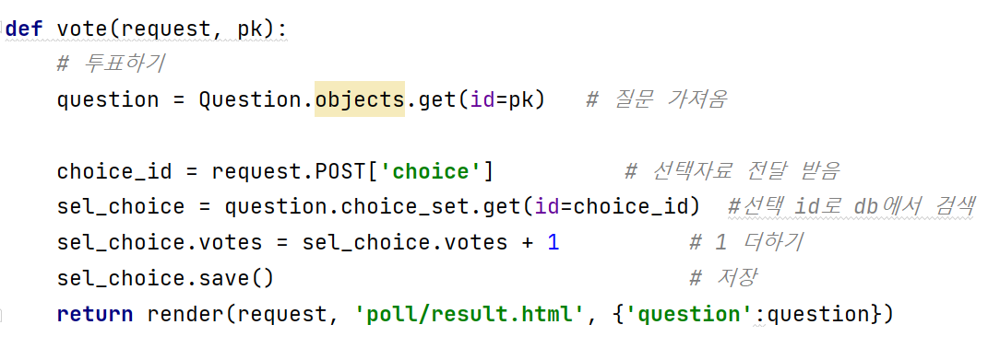 def vote(request, pk):
# 투표하기
question = Question.objects.get(id=pk) # 질문 가져옴
choice_id = request.POST['choice'] # 선택자료 전달 받음
sel_choice = question.choice_set.get(id=choice_id) #선택 id로 db에서 검색
sel_choice.votes = sel_choice.votes + 1 # 1 더하기
sel_choice.save() # 저장
return render(request, 'poll/result.html', {'question':question})